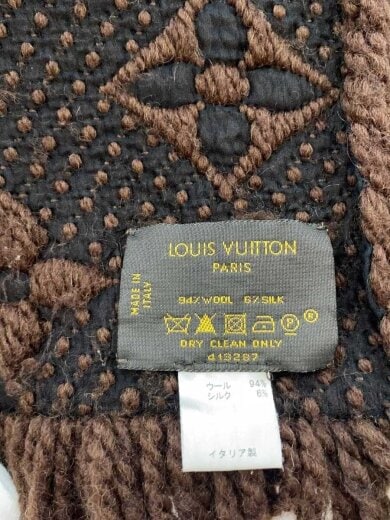 LOUIS VUITTON
PARIS
MADE IN
ITALY
94% WOOL 6% SILK
P ®
DRY CLEAN ONLY
413287
ウール 94%
シルク 6%
イタリア製